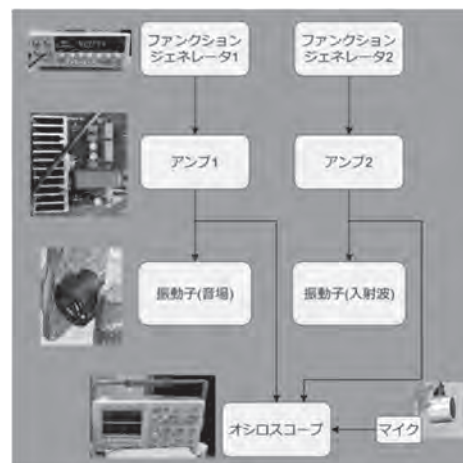 ファンクション
ジェネレータ1
ファンクション
ジェネレータ2
アンプ1
アンプ2
振動子(音場)
振動子(入射波)
オシロスコープ
マイク